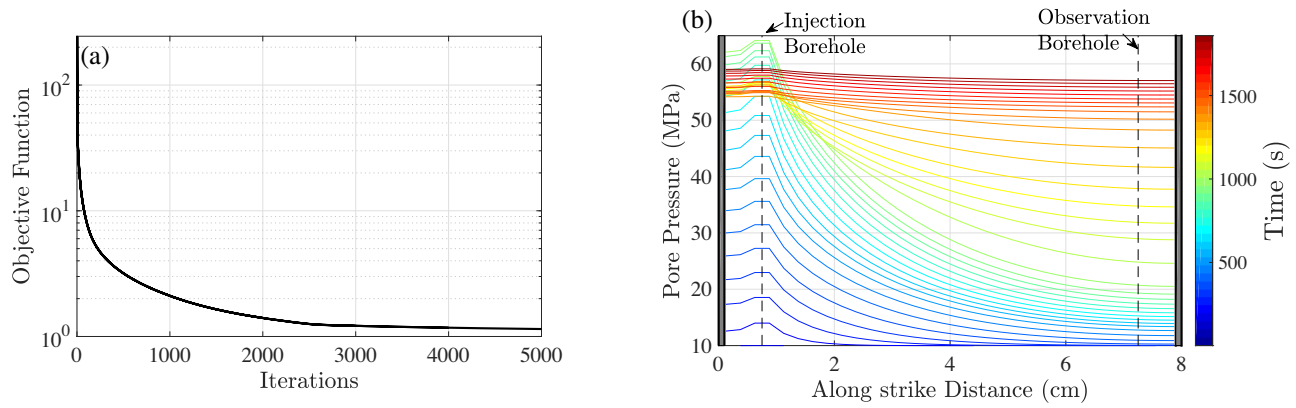 (a)
Objective Function
10^2
10^1
10^0
0 1000 2000 3000 4000 5000
Iterations
(b)
Injection
Borehole
Observation
Borehole
Pore Pressure (MPa)
60
50
40
30
20
10
0 2 4 6 8
Along strike Distance (cm)
1500
1000
500
Time (s)